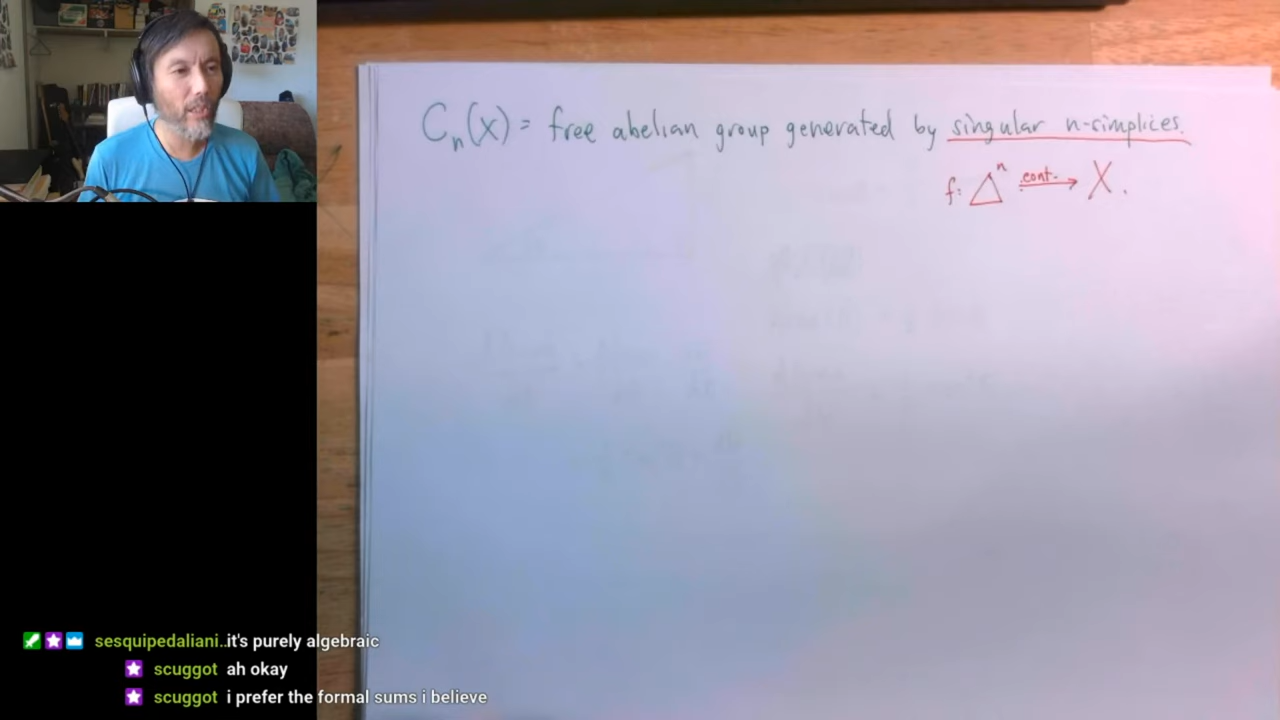 Cₙ(X) = free abelian group generated by singular n-simplices.
f: Δⁿ cont. → X.
sesquipedaliani.. it's purely algebraic
scuggot ah okay
scuggot i prefer the formal sums i believe